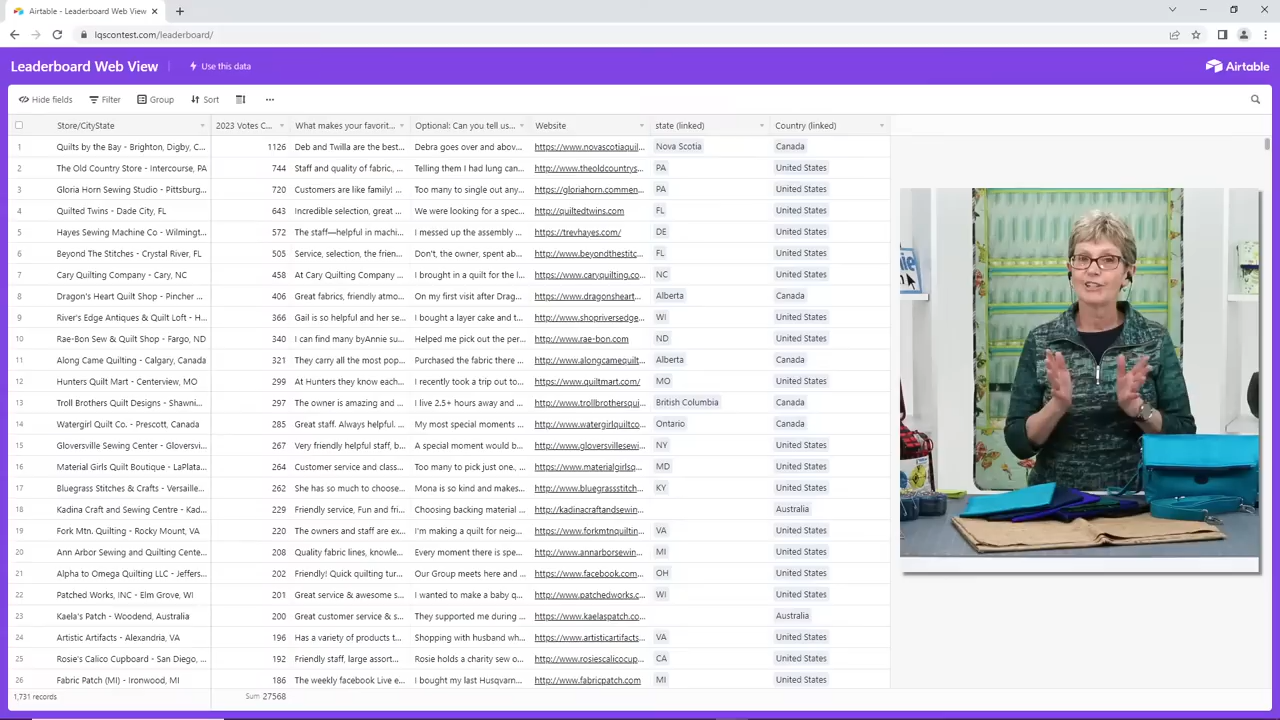 Airtable - Leaderboard Web View
lqscontest.com/leaderboard/
Leaderboard Web View
Use this data
Airtable
Hide fields Filter Group Sort
Store/CityState 2023 Votes C... What makes your favorit... Optional: Can you tell us... Website state (linked) Country (linked)
1 Quilts by the Bay - Brighton, Digby, C... 1126 Deb and Twilla are the best... Debra goes over and abov... https://www.novascotiaquil... Nova Scotia Canada
2 The Old Country Store - Intercourse, PA 744 Staff and quality of fabric., ... Telling them I had lung can... https://www.theoldcountrys... PA United States
3 Gloria Horn Sewing Studio - Pittsburg... 720 Customers are like family! ... Too many to single out any... https://gloriahorn.commen... PA United States
4 Quilted Twins - Dade City, FL 643 Incredible selection, great ... We were looking for a spec... http://quiltedtwins.com FL United States
5 Hayes Sewing Machine Co - Wilmingt... 572 The staff—helpful in machi... I messed up the assembly ... https://trevhayes.com/ DE United States
6 Beyond The Stitches - Crystal River, FL 505 Service, selection, the frien... Don't, the owner, spent ab... http://www.beyondthestitc... FL United States
7 Cary Quilting Company - Cary, NC 458 At Cary Quilting Company ... I brought in a quilt for the l... https://www.caryquilting.co... NC United States
8 Dragon's Heart Quilt Shop - Pincher ... 406 Great fabrics, friendly atmo... On my first visit after Drag... https://www.dragonsheart... Alberta Canada
9 River's Edge Antiques & Quilt Loft - H... 366 Gail is so helpful and her se... I bought a layer cake and t... http://www.shopriversedge... WI United States
10 Rae-Bon Sew & Quilt Shop - Fargo, ND 340 I can find many byAnnie su... Helped me pick out the per... https://www.rae-bon.com ND United States
11 Along Came Quilting - Calgary, Canada 321 They carry all the most pop... Purchased the fabric there ... https://www.alongcamequilt... Alberta Canada
12 Hunters Quilt Mart - Centerview, MO 299 At Hunters they know each... I recently took a trip out to... https://www.quiltmart.com/ MO United States
13 Troll Brothers Quilt Designs - Shawni... 297 The owner is amazing and ... I live 2.5+ hours away and ... https://www.trollbrothersqui... British Columbia Canada
14 Watergirl Quilt Co. - Prescott, Canada 285 Great staff. Always helpful. ... My most special moments ... https://www.watergirlquiltco... Ontario Canada
15 Gloversville Sewing Center - Gloversvi... 267 Very friendly helpful staff, b... A special moment would b... https://www.gloversvillesewi... NY United States
16 Material Girls Quilt Boutique - LaPlata... 264 Customer service and class... Too many to pick just one., ... https://www.materialgirlsq... MD United States
17 Bluegrass Stitches & Crafts - Versaille... 257 She has so much to choose... Mona is so kind and makes... https://www.bluegrassstitch... KY United States
18 Kadina Craft and Sewing Centre - Kad... 229 Friendly service, Fun and fri... Choosing backing material ... http://kadinacraftandsewin... Australia
19 Fork Mtn. Quilting - Rocky Mount, VA 220 The owners and staff are ex... I'm making a quilt for neig... https://www.forkmtnquiltin... VA United States
20 Ann Arbor Sewing and Quilting Cente... 208 Quality fabric lines, knowle... Every moment there is spe... http://www.annarborsewin... MI United States
21 Alpha to Omega Quilting LLC - Jeffers... 202 Friendly! Quick quilting tur... Our Group meets here and ... https://www.facebook.com... OH United States
22 Patched Works, INC - Elm Grove, WI 201 Great service & awesome s... I wanted to make a baby q... https://www.patchedworks.c... WI United States
23 Kaela's Patch - Woodend, Australia 200 Great customer service & s... They supported me during ... https://www.kaelaspatch.co... Australia
24 Artistic Artifacts - Alexandria, VA 196 Has a variety of products t... Shopping with husband wh... https://www.artisticartifacts... VA United States
25 Rosie's Calico Cupboard - San Diego, ... 192 Friendly staff, large assort... Rosie holds a charity sew o... http://www.rosiescalicocup... CA United States
26 Fabric Patch (MI) - Ironwood, MI 186 The weekly facebook Live e... I bought my last Husqvarn... http://www.fabricpatch.com MI United States
1,731 records Sum 27568